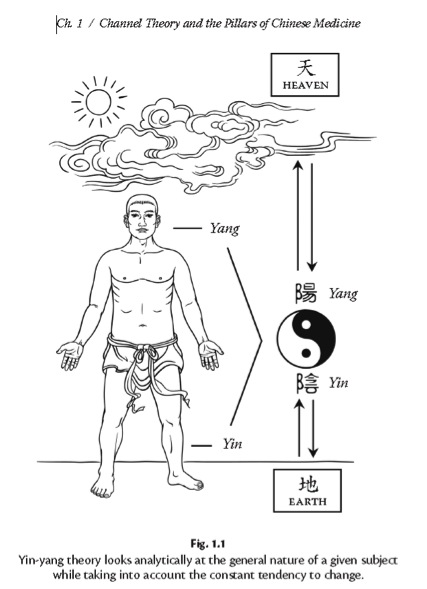 Ch. 1 / Channel Theory and the Pillars of Chinese Medicine
天
HEAVEN
Yang
陽 Yang
陰 Yin
Yin
地
EARTH
Fig. 1.1
Yin-yang theory looks analytically at the general nature of a given subject
while taking into account the constant tendency to change.